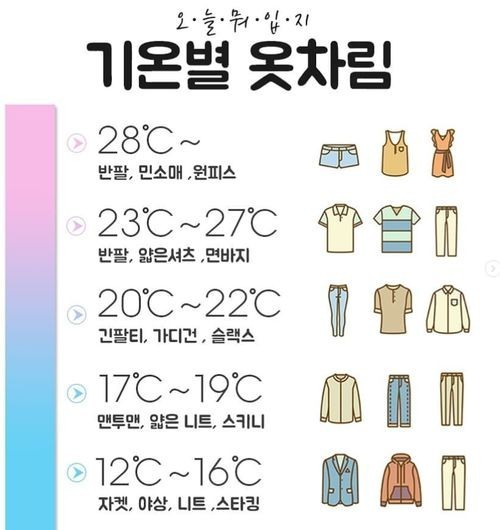 오·늘·뭐·입·지
기온별 옷차림
28℃~
반팔, 민소매 ,원피스
23℃~27℃
반팔, 얇은셔츠 ,면바지
20℃~22℃
긴팔티, 가디건 , 슬랙스
17℃~19℃
맨투맨, 얇은 니트, 스키니
12℃~16℃
자켓, 야상, 니트 ,스타킹